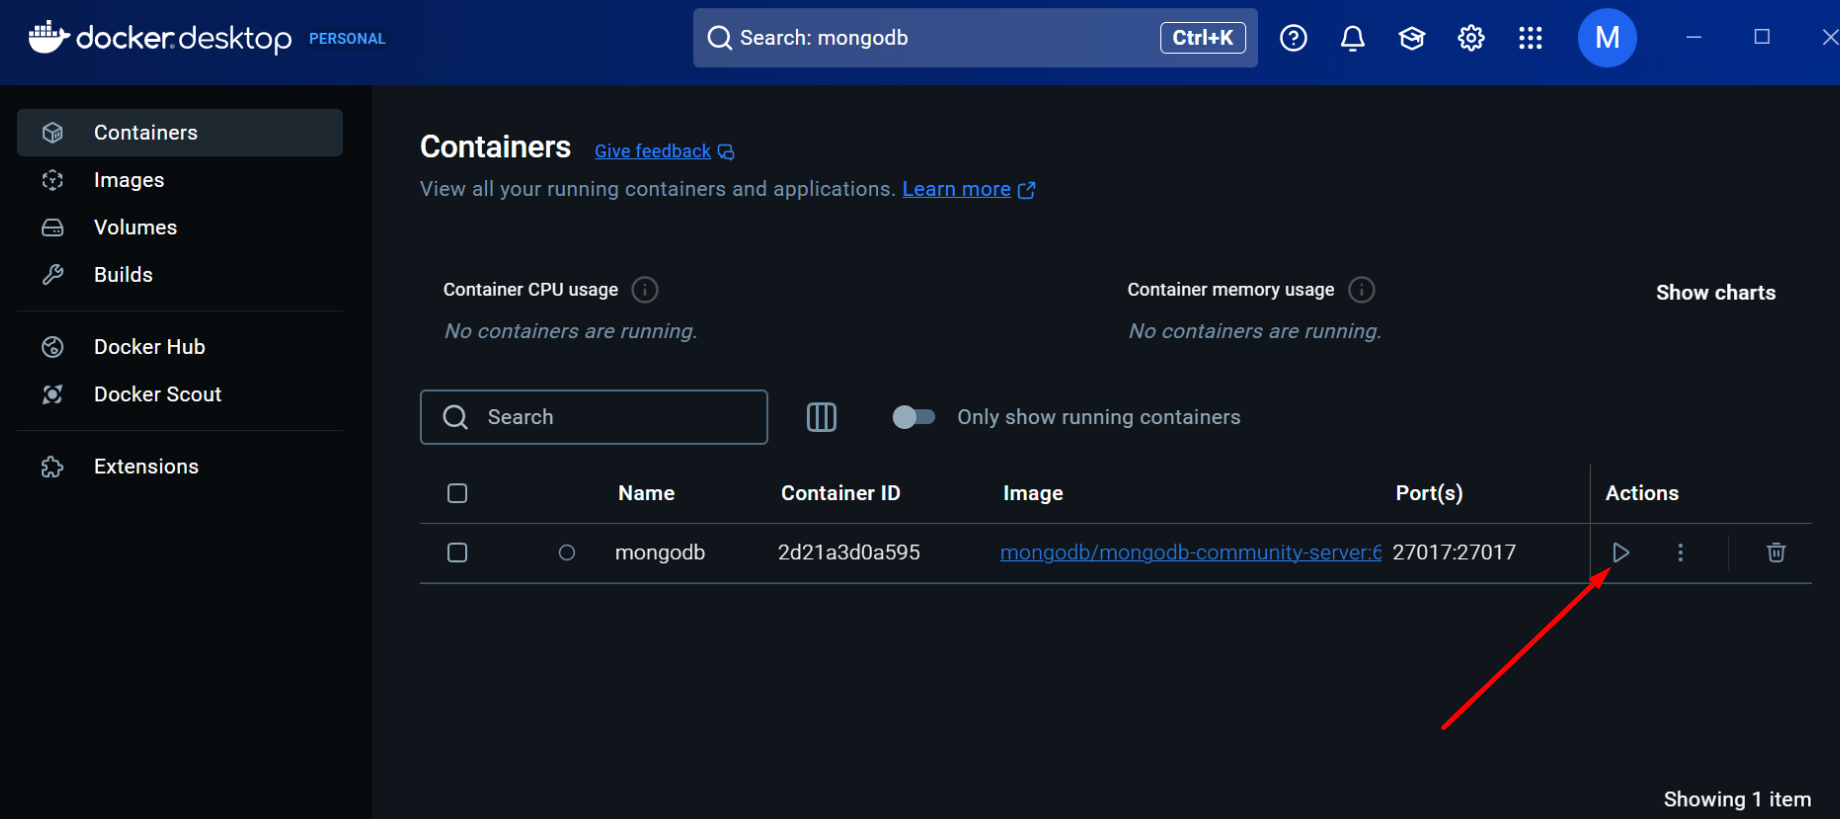 docker.desktop PERSONAL
Search: mongodb Ctrl+K M
Containers
Images
Volumes
Builds
Docker Hub
Docker Scout
Extensions
Containers Give feedback
View all your running containers and applications. Learn more
Container CPU usage
No containers are running.
Container memory usage
No containers are running.
Show charts
Search
Only show running containers
Name Container ID Image Port(s) Actions
mongodb 2d21a3d0a595 mongodb/mongodb-community-server:6 27017:27017
Showing 1 item